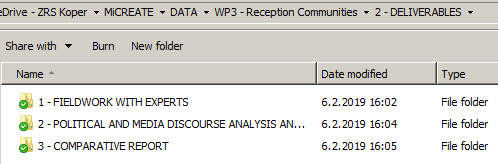 eDrive - ZRS Koper ▸ MiCREATE ▸ DATA ▸ WP3 - Reception Communities ▸ 2 - DELIVERABLES ▸
Share with Burn New folder
Name Date modified Type
1 - FIELDWORK WITH EXPERTS 6.2.2019 16:02 File folder
2 - POLITICAL AND MEDIA DISCOURSE ANALYSIS AN... 6.2.2019 16:04 File folder
3 - COMPARATIVE REPORT 6.2.2019 16:05 File folder